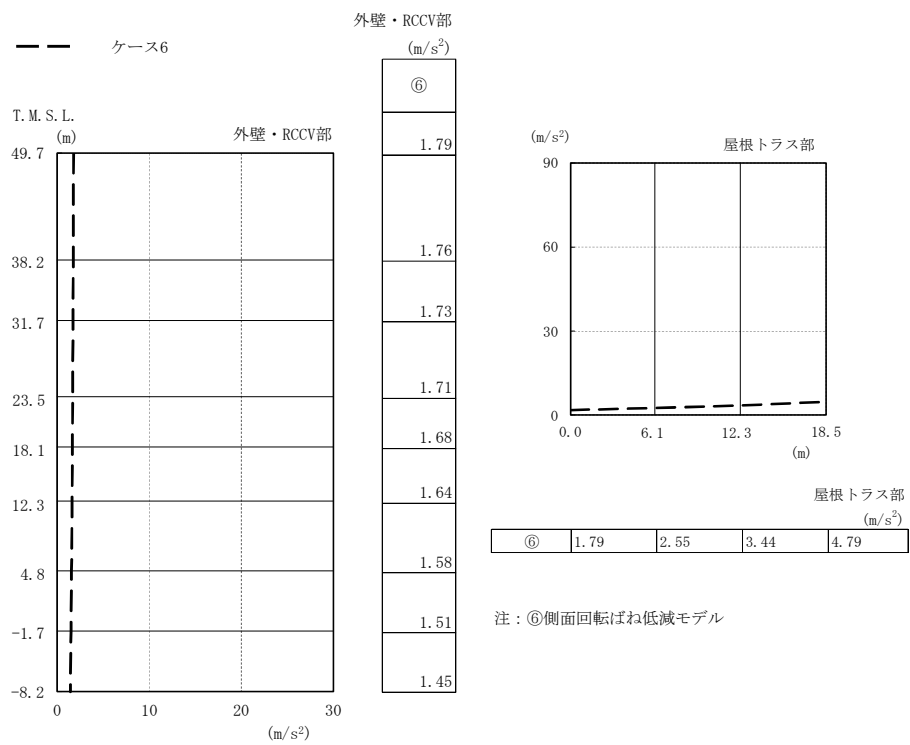 ケース6
外壁・RCCV部
(m/s²)
⑥
1.79
1.76
1.73
1.71
1.68
1.64
1.58
1.51
1.45
T.M.S.L.
(m)
外壁・RCCV部
49.7
38.2
31.7
23.5
18.1
12.3
4.8
-1.7
-8.2
0 10 20 30
(m/s²)
(m/s²)
屋根トラス部
90
60
30
0
0.0 6.1 12.3 18.5
(m)
屋根トラス部
(m/s²)
⑥ 1.79 2.55 3.44 4.79
注：⑥側面回転ばね低減モデル